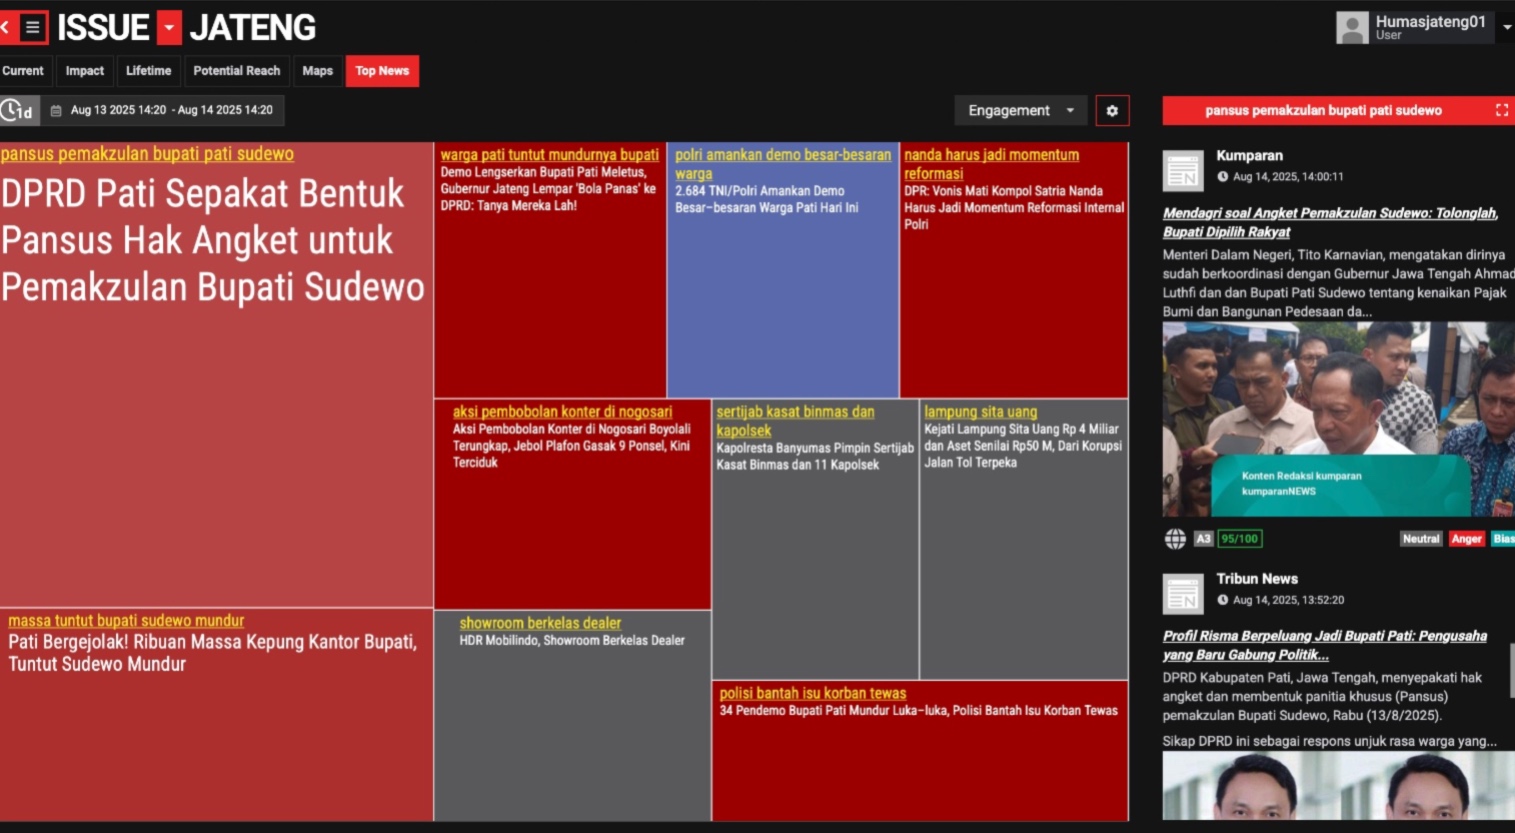 ISSUE JATENG
Humasjateng01
User
Current
Impact
Lifetime
Potential Reach
Maps
Top News
1d
Aug 13 2025 14:20 - Aug 14 2025 14:20
Engagement
pansus pemakzulan bupati pati sudewo
DPRD Pati Sepakat Bentuk
Pansus Hak Angket untuk
Pemakzulan Bupati Sudewo
massa tuntut bupati sudewo mundur
Pati Bergejolak! Ribuan Massa Kepung Kantor Bupati,
Tuntut Sudewo Mundur
warga pati tuntut mundurnya bupati
Demo Lengserkan Bupati Pati Meletus,
Gubernur Jateng Lempar 'Bola Panas' ke
DPRD: Tanya Mereka Lah!
polri amankan demo besar-besaran
warga
2.684 TNI/Polri Amankan Demo
Besar-besaran Warga Pati Hari Ini
nanda harus jadi momentum
reformasi
DPR: Vonis Mati Kompol Satria Nanda
Harus Jadi Momentum Reformasi Internal
Polri
aksi pembobolan konter di nogosari
Aksi Pembobolan Konter di Nogosari Boyolali
Terungkap, Jebol Plafon Gasak 9 Ponsel, Kini
Terciduk
sertijab kasat binmas dan
kapolsek
Kapolresta Banyumas Pimpin Sertijab
Kasat Binmas dan 11 Kapolsek
lampung sita uang
Kejati Lampung Sita Uang Rp 4 Miliar
dan Aset Senilai Rp50 M, Dari Korupsi
Jalan Tol Terpeka
showroom berkelas dealer
HDR Mobilindo, Showroom Berkelas Dealer
polisi bantah isu korban tewas
34 Pendemo Bupati Pati Mundur Luka-luka, Polisi Bantah Isu Korban Tewas
pansus pemakzulan bupati pati sudewo
Kumparan
Aug 14, 2025, 14:00:11
Mendagri soal Angket Pemakzulan Sudewo: Tolonglah,
Bupati Dipilih Rakyat
Menteri Dalam Negeri, Tito Karnavian, mengatakan dirinya
sudah berkoordinasi dengan Gubernur Jawa Tengah Ahmad
Luthfi dan dan Bupati Pati Sudewo tentang kenaikan Pajak
Bumi dan Bangunan Pedesaan da...
Konten Redaksi kumparan
kumparanNEWS
A3 95/100 Neutral Anger Bias
Tribun News
Aug 14, 2025, 13:52:20
Profil Risma Berpeluang Jadi Bupati Pati: Pengusaha
yang Baru Gabung Politik...
DPRD Kabupaten Pati, Jawa Tengah, menyepakati hak
angket dan membentuk panitia khusus (Pansus)
pemakzulan Bupati Sudewo, Rabu (13/8/2025).
Sikap DPRD ini sebagai respons unjuk rasa warga yang...